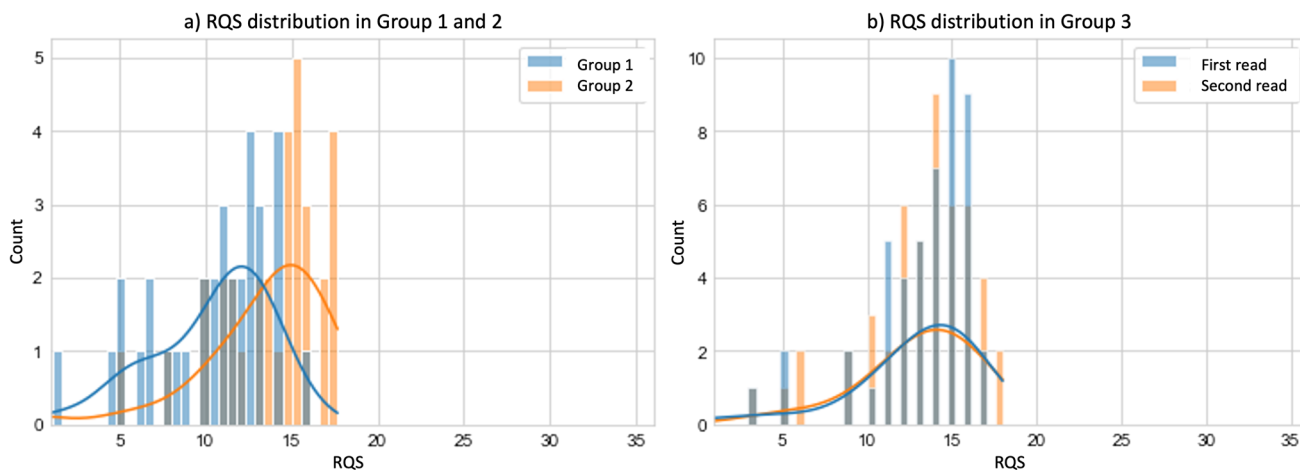 a) RQS distribution in Group 1 and 2
Group 1
Group 2
Count
5
4
3
2
1
0
5 10 15 20 25 30 35
RQS
b) RQS distribution in Group 3
First read
Second read
Count
10
8
6
4
2
0
5 10 15 20 25 30 35
RQS